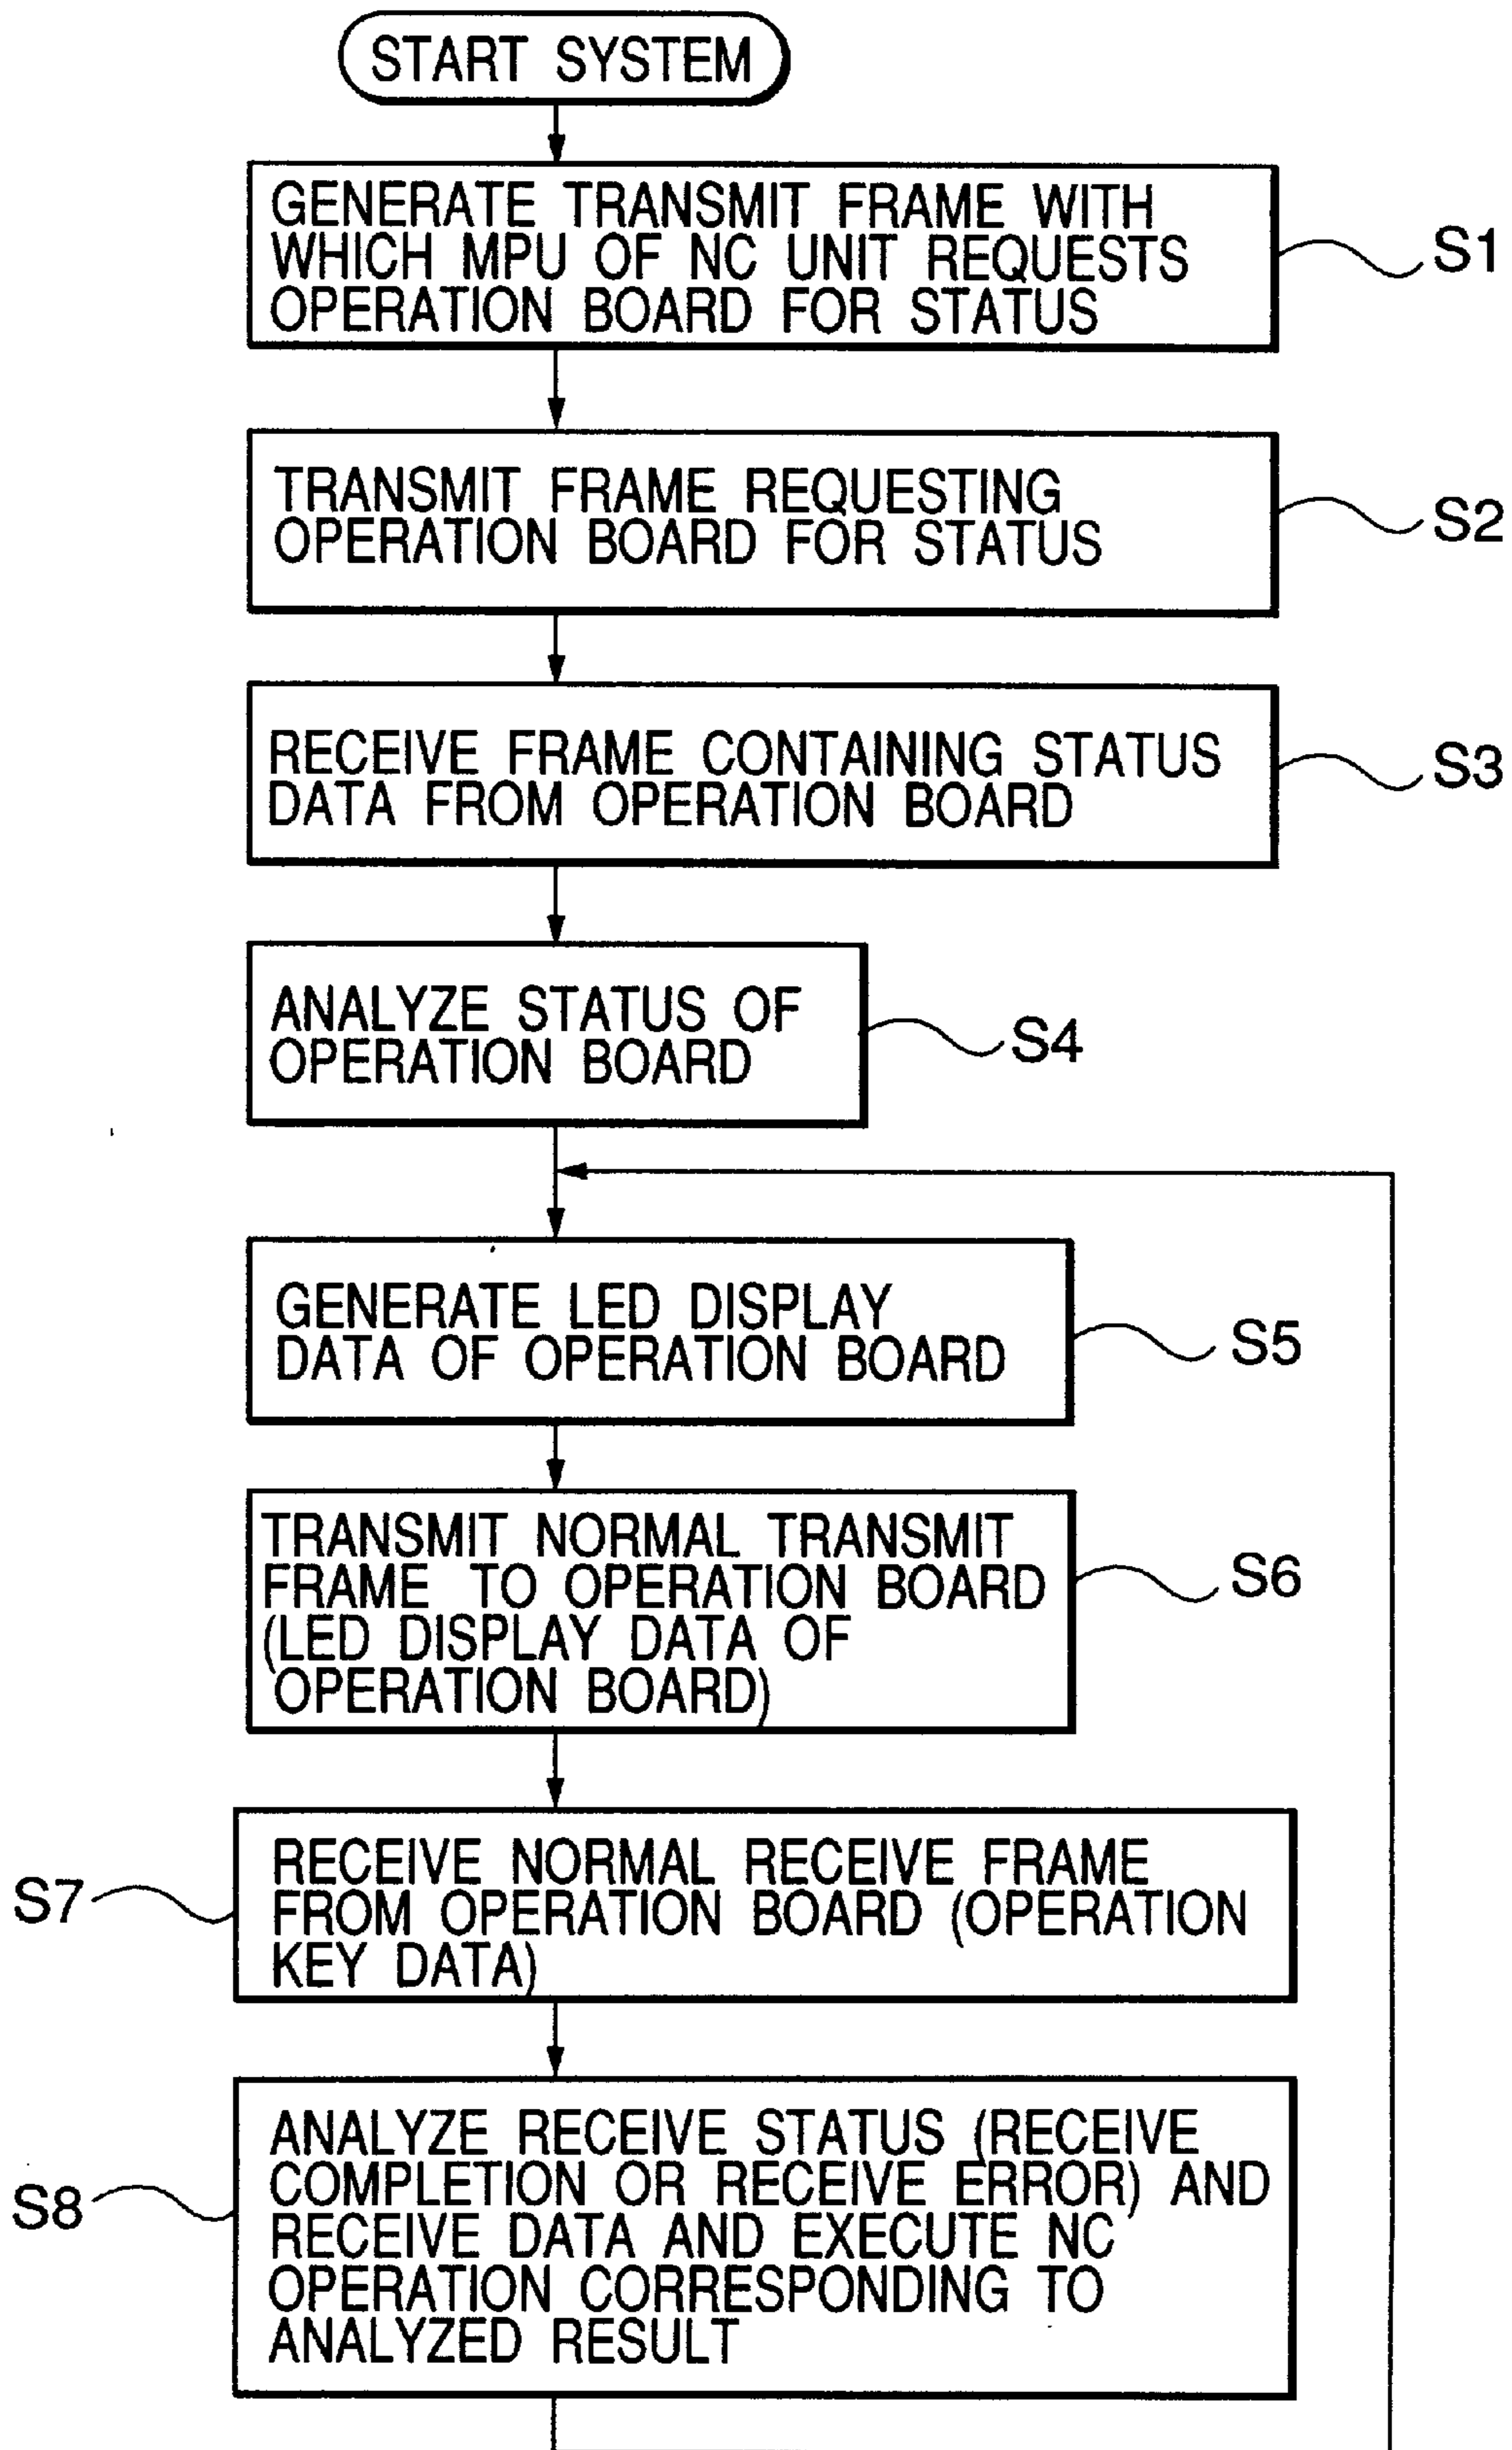 START SYSTEM
GENERATE TRANSMIT FRAME WITH
WHICH MPU OF NC UNIT REQUESTS
OPERATION BOARD FOR STATUS
S1
TRANSMIT FRAME REQUESTING
OPERATION BOARD FOR STATUS
S2
RECEIVE FRAME CONTAINING STATUS
DATA FROM OPERATION BOARD
S3
ANALYZE STATUS OF
OPERATION BOARD
S4
GENERATE LED DISPLAY
DATA OF OPERATION BOARD
S5
TRANSMIT NORMAL TRANSMIT
FRAME TO OPERATION BOARD
(LED DISPLAY DATA OF
OPERATION BOARD)
S6
RECEIVE NORMAL RECEIVE FRAME
FROM OPERATION BOARD (OPERATION
KEY DATA)
S7
ANALYZE RECEIVE STATUS (RECEIVE
COMPLETION OR RECEIVE ERROR) AND
RECEIVE DATA AND EXECUTE NC
OPERATION CORRESPONDING TO
ANALYZED RESULT
S8